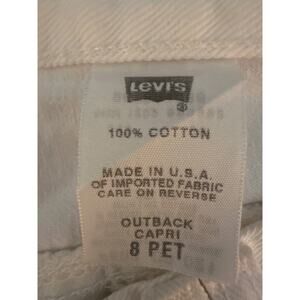 Levi's
®
100% COTTON
MADE IN U.S.A.
OF IMPORTED FABRIC
CARE ON REVERSE
OUTBACK
CAPRI
8 PET